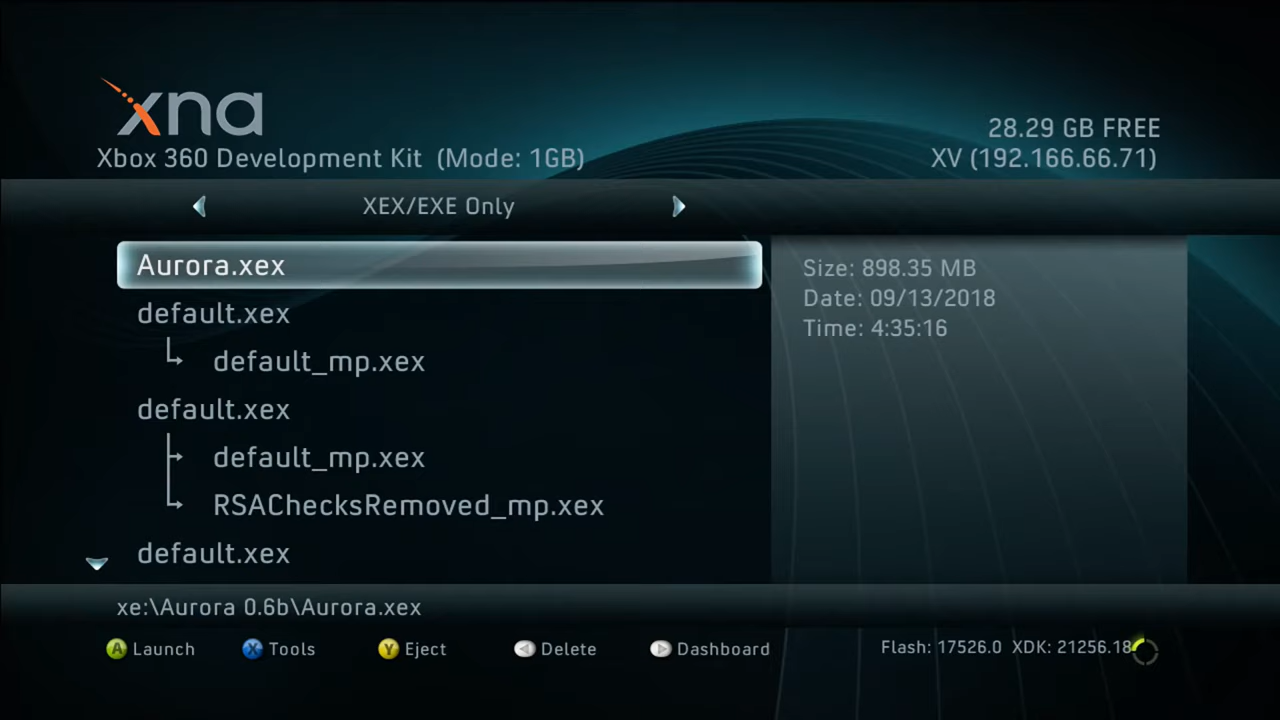 xna
28.29 GB FREE
Xbox 360 Development Kit (Mode: 1GB)
XV (192.166.66.71)
XEX/EXE Only
Aurora.xex
Size: 898.35 MB
Date: 09/13/2018
Time: 4:35:16
default.xex
default_mp.xex
default.xex
default_mp.xex
RSAChecksRemoved_mp.xex
default.xex
xe:\Aurora 0.6b\Aurora.xex
A Launch X Tools Y Eject Delete Dashboard Flash: 17526.0 XDK: 21256.18